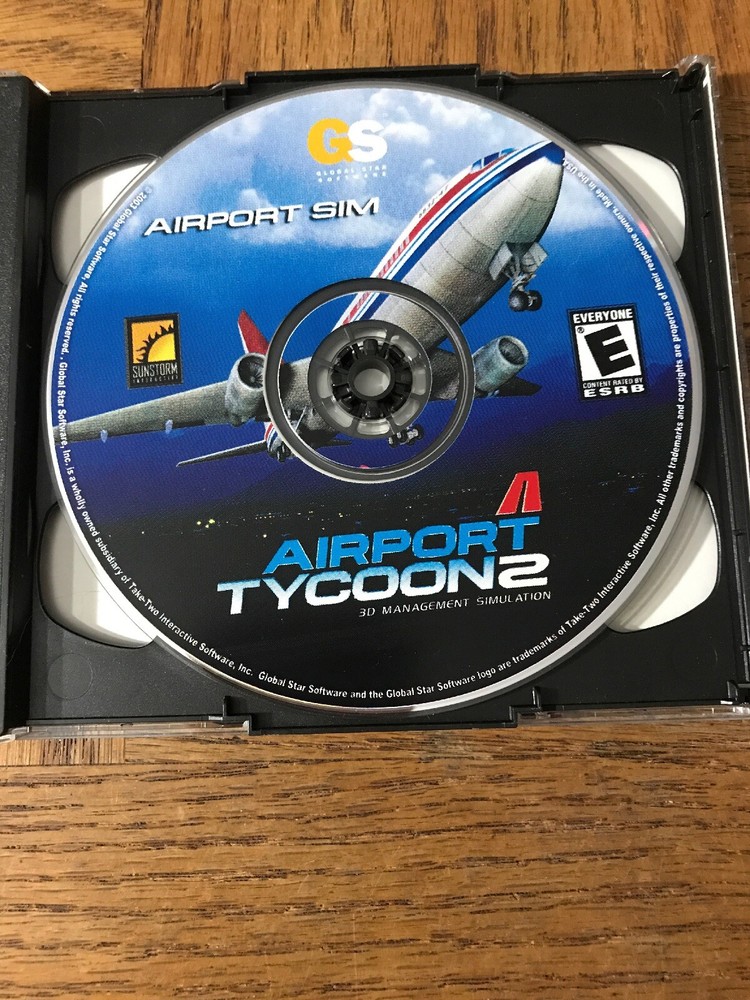 GS
GLOBAL STAR
SOFTWARE
AIRPORT SIM
SUNSTORM
INTERACTIVE
EVERYONE
E
CONTENT RATED BY
ESRB
AIRPORT
TYCOON2
3D MANAGEMENT SIMULATION
© 2003 Global Star Software, All rights reserved. Global Star Software, Inc. is a wholly owned subsidiary of Take-Two Interactive Software, Inc. Global Star Software and the Global Star Software logo are trademarks of Take-Two Interactive Software, Inc. All other trademarks and copyrights are properties of their respective owners. Made in the USA.